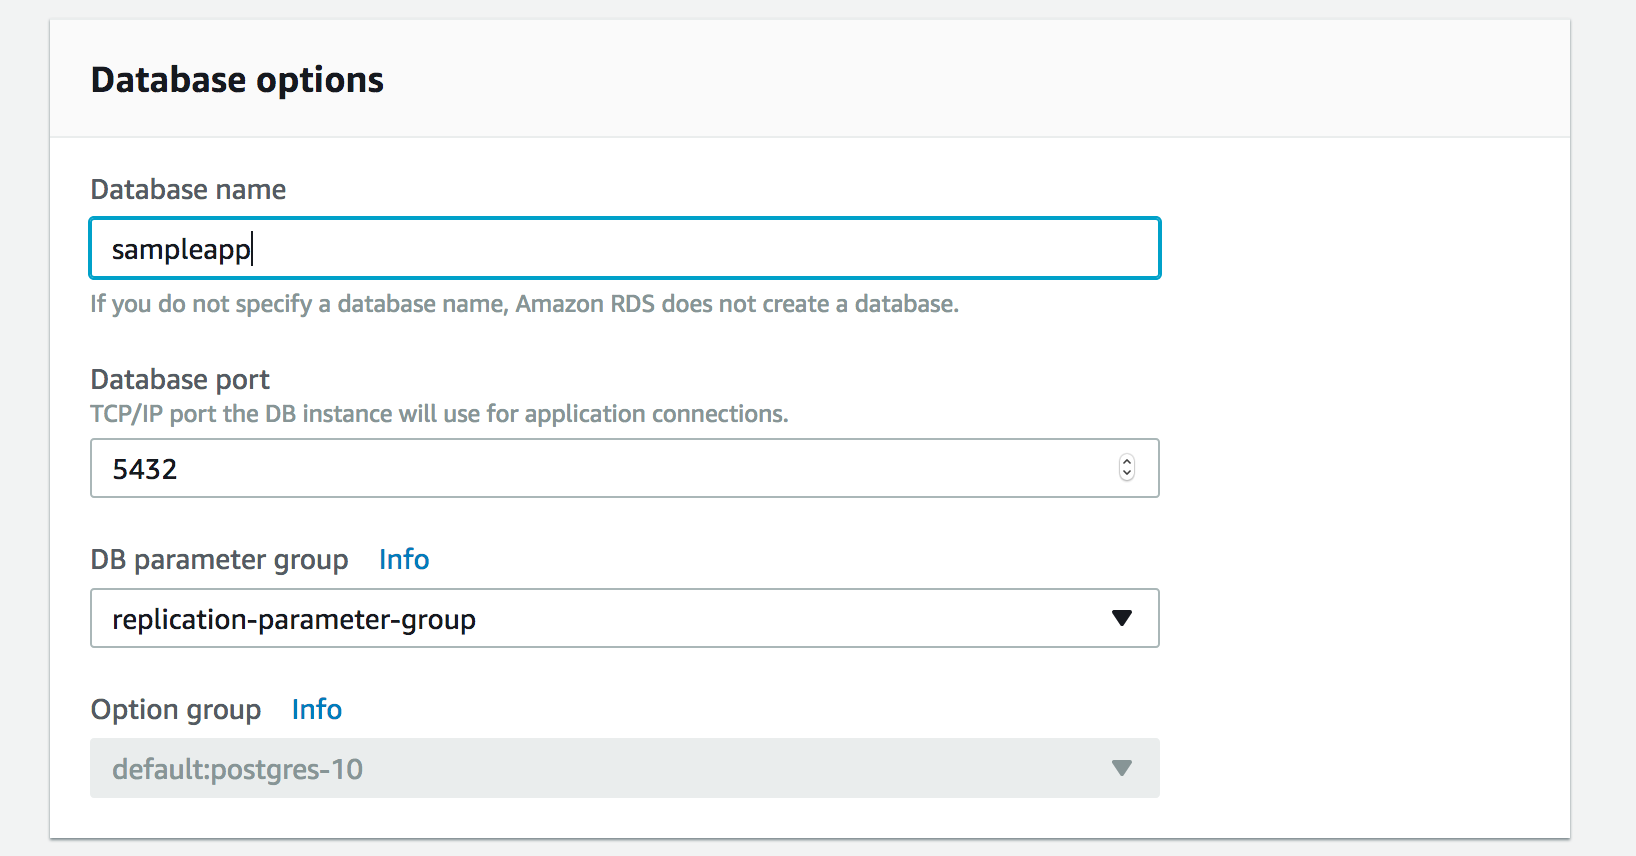 Database options
Database name
sampleapp
If you do not specify a database name, Amazon RDS does not create a database.
Database port
TCP/IP port the DB instance will use for application connections.
5432
DB parameter group Info
replication-parameter-group
Option group Info
default:postgres-10